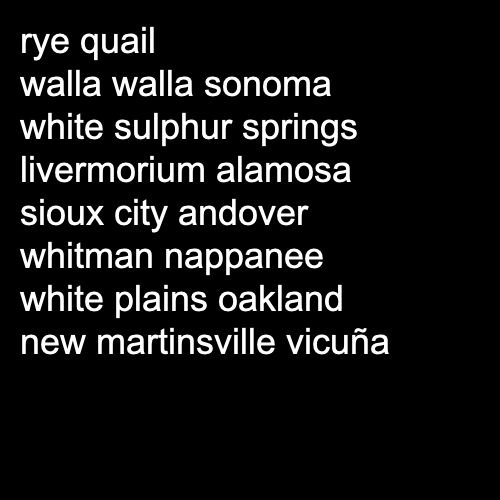 rye quail
walla walla sonoma
white sulphur springs
livermorium alamosa
sioux city andover
whitman nappanee
white plains oakland
new martinsville vicuña